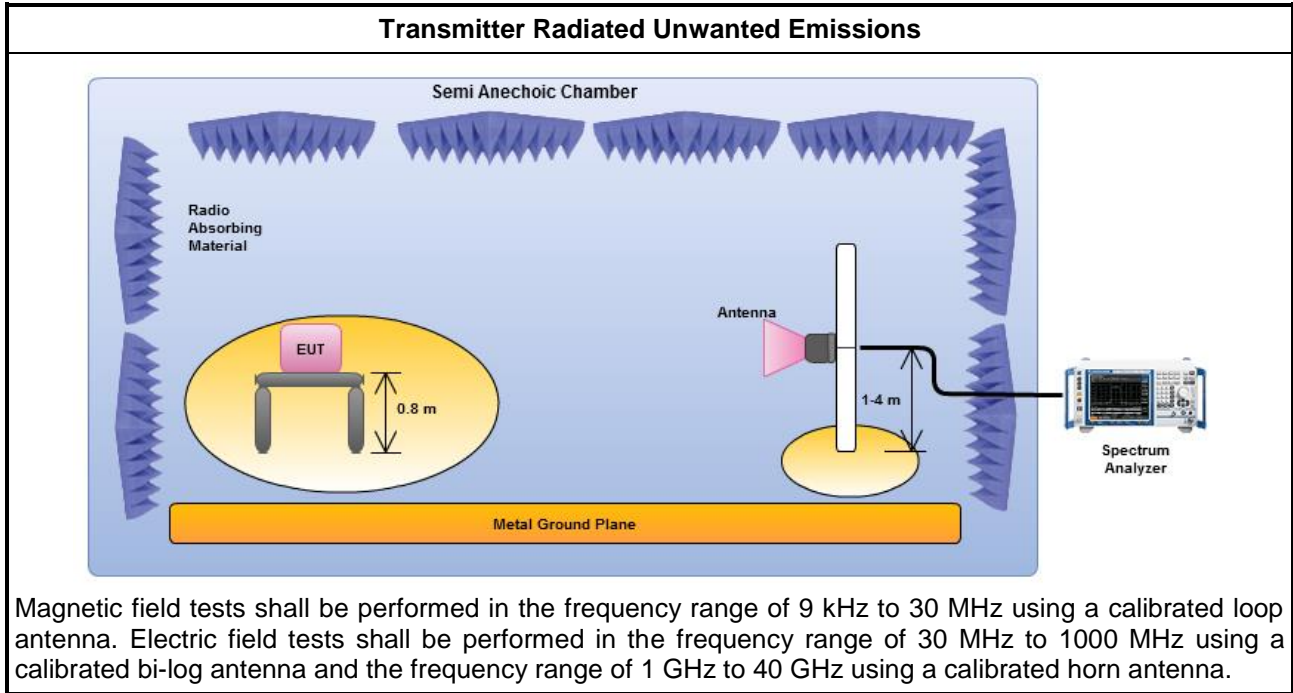 Transmitter Radiated Unwanted Emissions
Semi Anechoic Chamber
Radio
Absorbing
Material
Antenna
EUT
0.8 m
1-4 m
Spectrum
Analyzer
Metal Ground Plane
Magnetic field tests shall be performed in the frequency range of 9 kHz to 30 MHz using a calibrated loop
antenna. Electric field tests shall be performed in the frequency range of 30 MHz to 1000 MHz using a
calibrated bi-log antenna and the frequency range of 1 GHz to 40 GHz using a calibrated horn antenna.